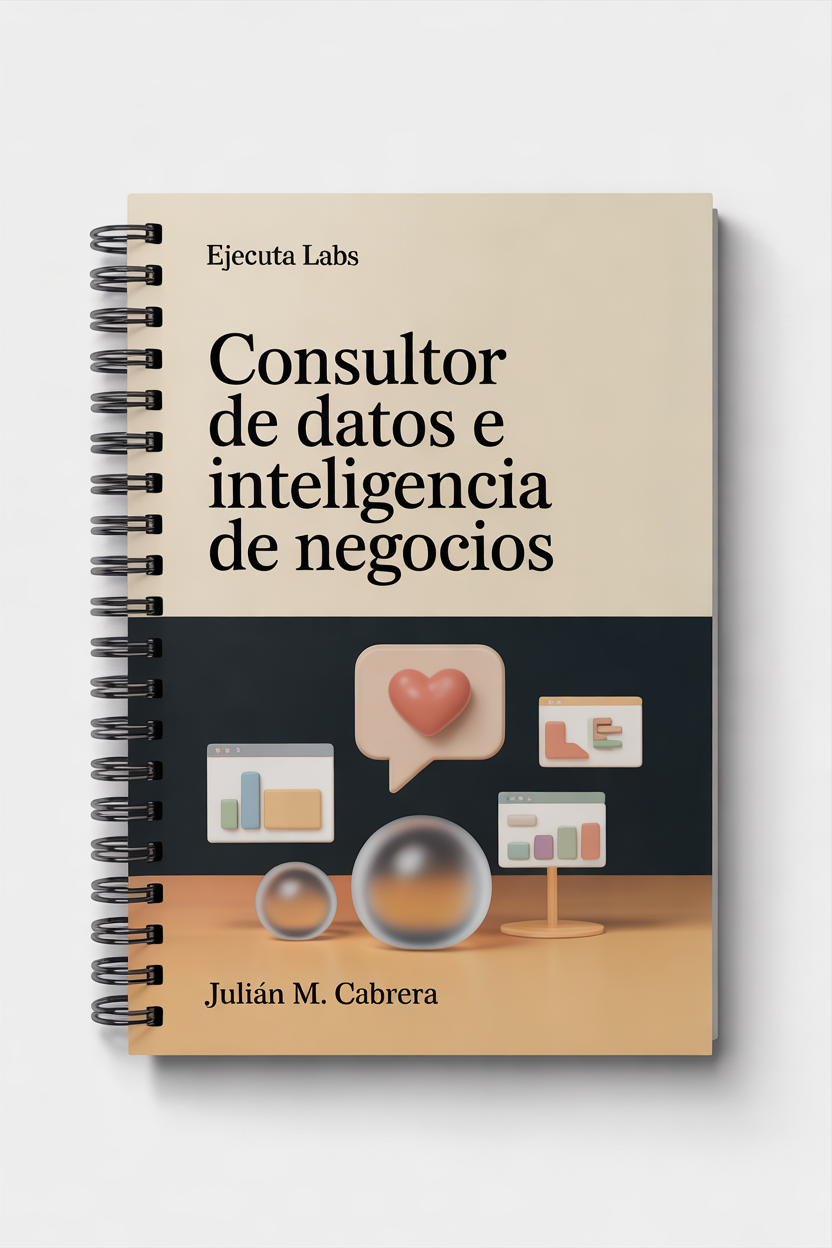 Ejecuta Labs
Consultor
de datos e
inteligencia
de negocios
Julián M. Cabrera